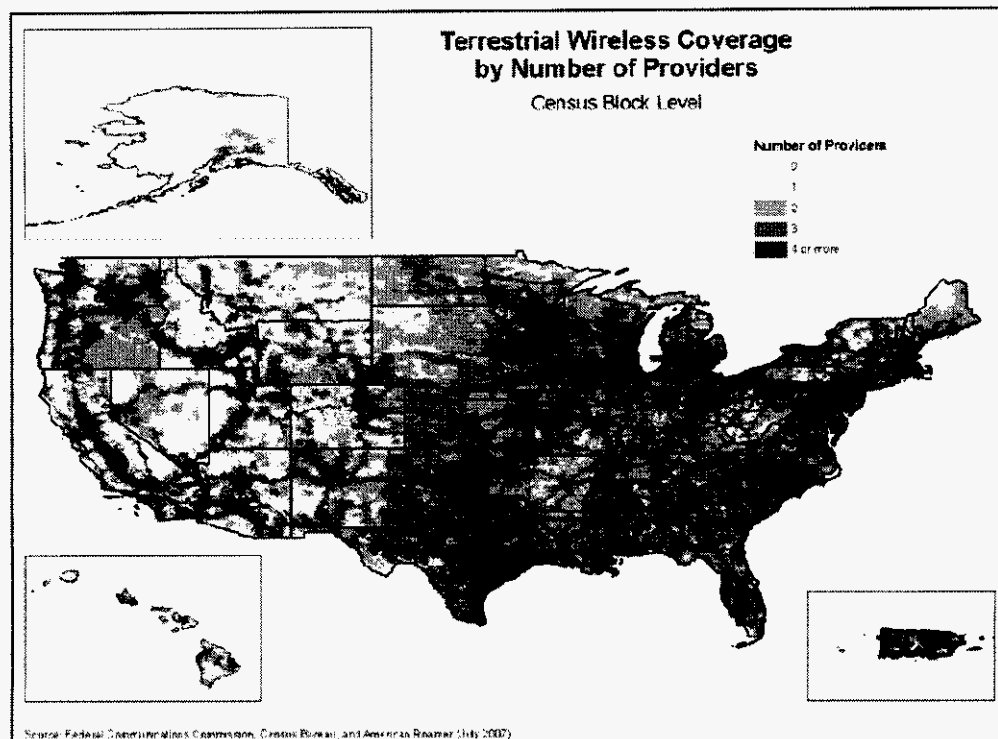 Terrestrial Wireless Coverage
by Number of Providers
Census Block Level
Number of Providers
0
1
2
3
4 or more
Source: Federal Communications Commission, Census Bureau, and American Roamer (July 2007)